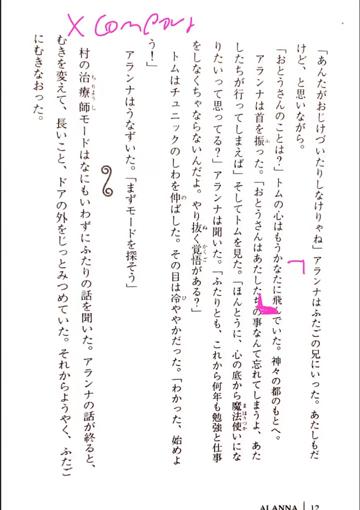 X compar
「あんたがおじけづいたりしなけりゃね」アランナはふたごの兄にいった。あたしもだ
けど、と思いながら。
「おとうさんのことは?」トムの心はもうかなたに飛んでいた。神々の都のもとへ。
アランナは首を振った。「おとうさんはあたしたちの事なんて忘れてしまうよ、あた
したちが行ってしまえば」そしてトムを見た。「ほんとうに、心の底から魔法使いにな
りたいって思ってる?」アランナは聞いた。「ふたりとも、これから何年も勉強と仕事
をしなくちゃならないんだよ。やり抜く覚悟がある?」
トムはチュニックのしわを伸ばした。その目は冷ややかだった。「わかった、始めよ
う!」
アランナはうなずいた。「まずモードを探そう」
村の治療師モードはなにもいわずにふたりの話を聞いた。アランナの話が終ると、
むきを変えて、長いこと、ドアの外をじっとみつめていた。それからようやく、ふたご
にむきなおった。
ALANNA | 12